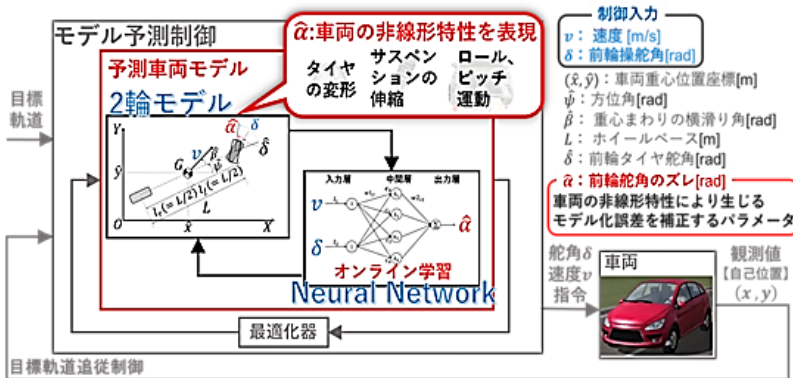 モデル予測制御
予測車両モデル
2輪モデル
α̂:車両の非線形特性を表現
タイヤ
の変形
サスペン
ションの
伸縮
ロール、
ピッチ
運動
目標
軌道
Y
ŷ
O
x̂
X
G
v
α̂
δ
δ̂
L
入力層
中間層
出力層
v
δ
α̂
オンライン学習
Neural Network
最適化器
目標軌道追従制御
制御入力
v: 速度 [m/s]
δ: 前輪操舵角[rad]
(x̂,ŷ): 車両重心位置座標[m]
ψ̂: 方位角[rad]
β̂: 重心まわりの横滑り角[rad]
L: ホイールベース[m]
δ̂: 前輪タイヤ舵角[rad]
α̂: 前輪舵角のズレ[rad]
車両の非線形特性により生じる
モデル化誤差を補正するパラメータ
舵角δ
速度v
指令
車両
観測値
【自己位置】
(x, y)